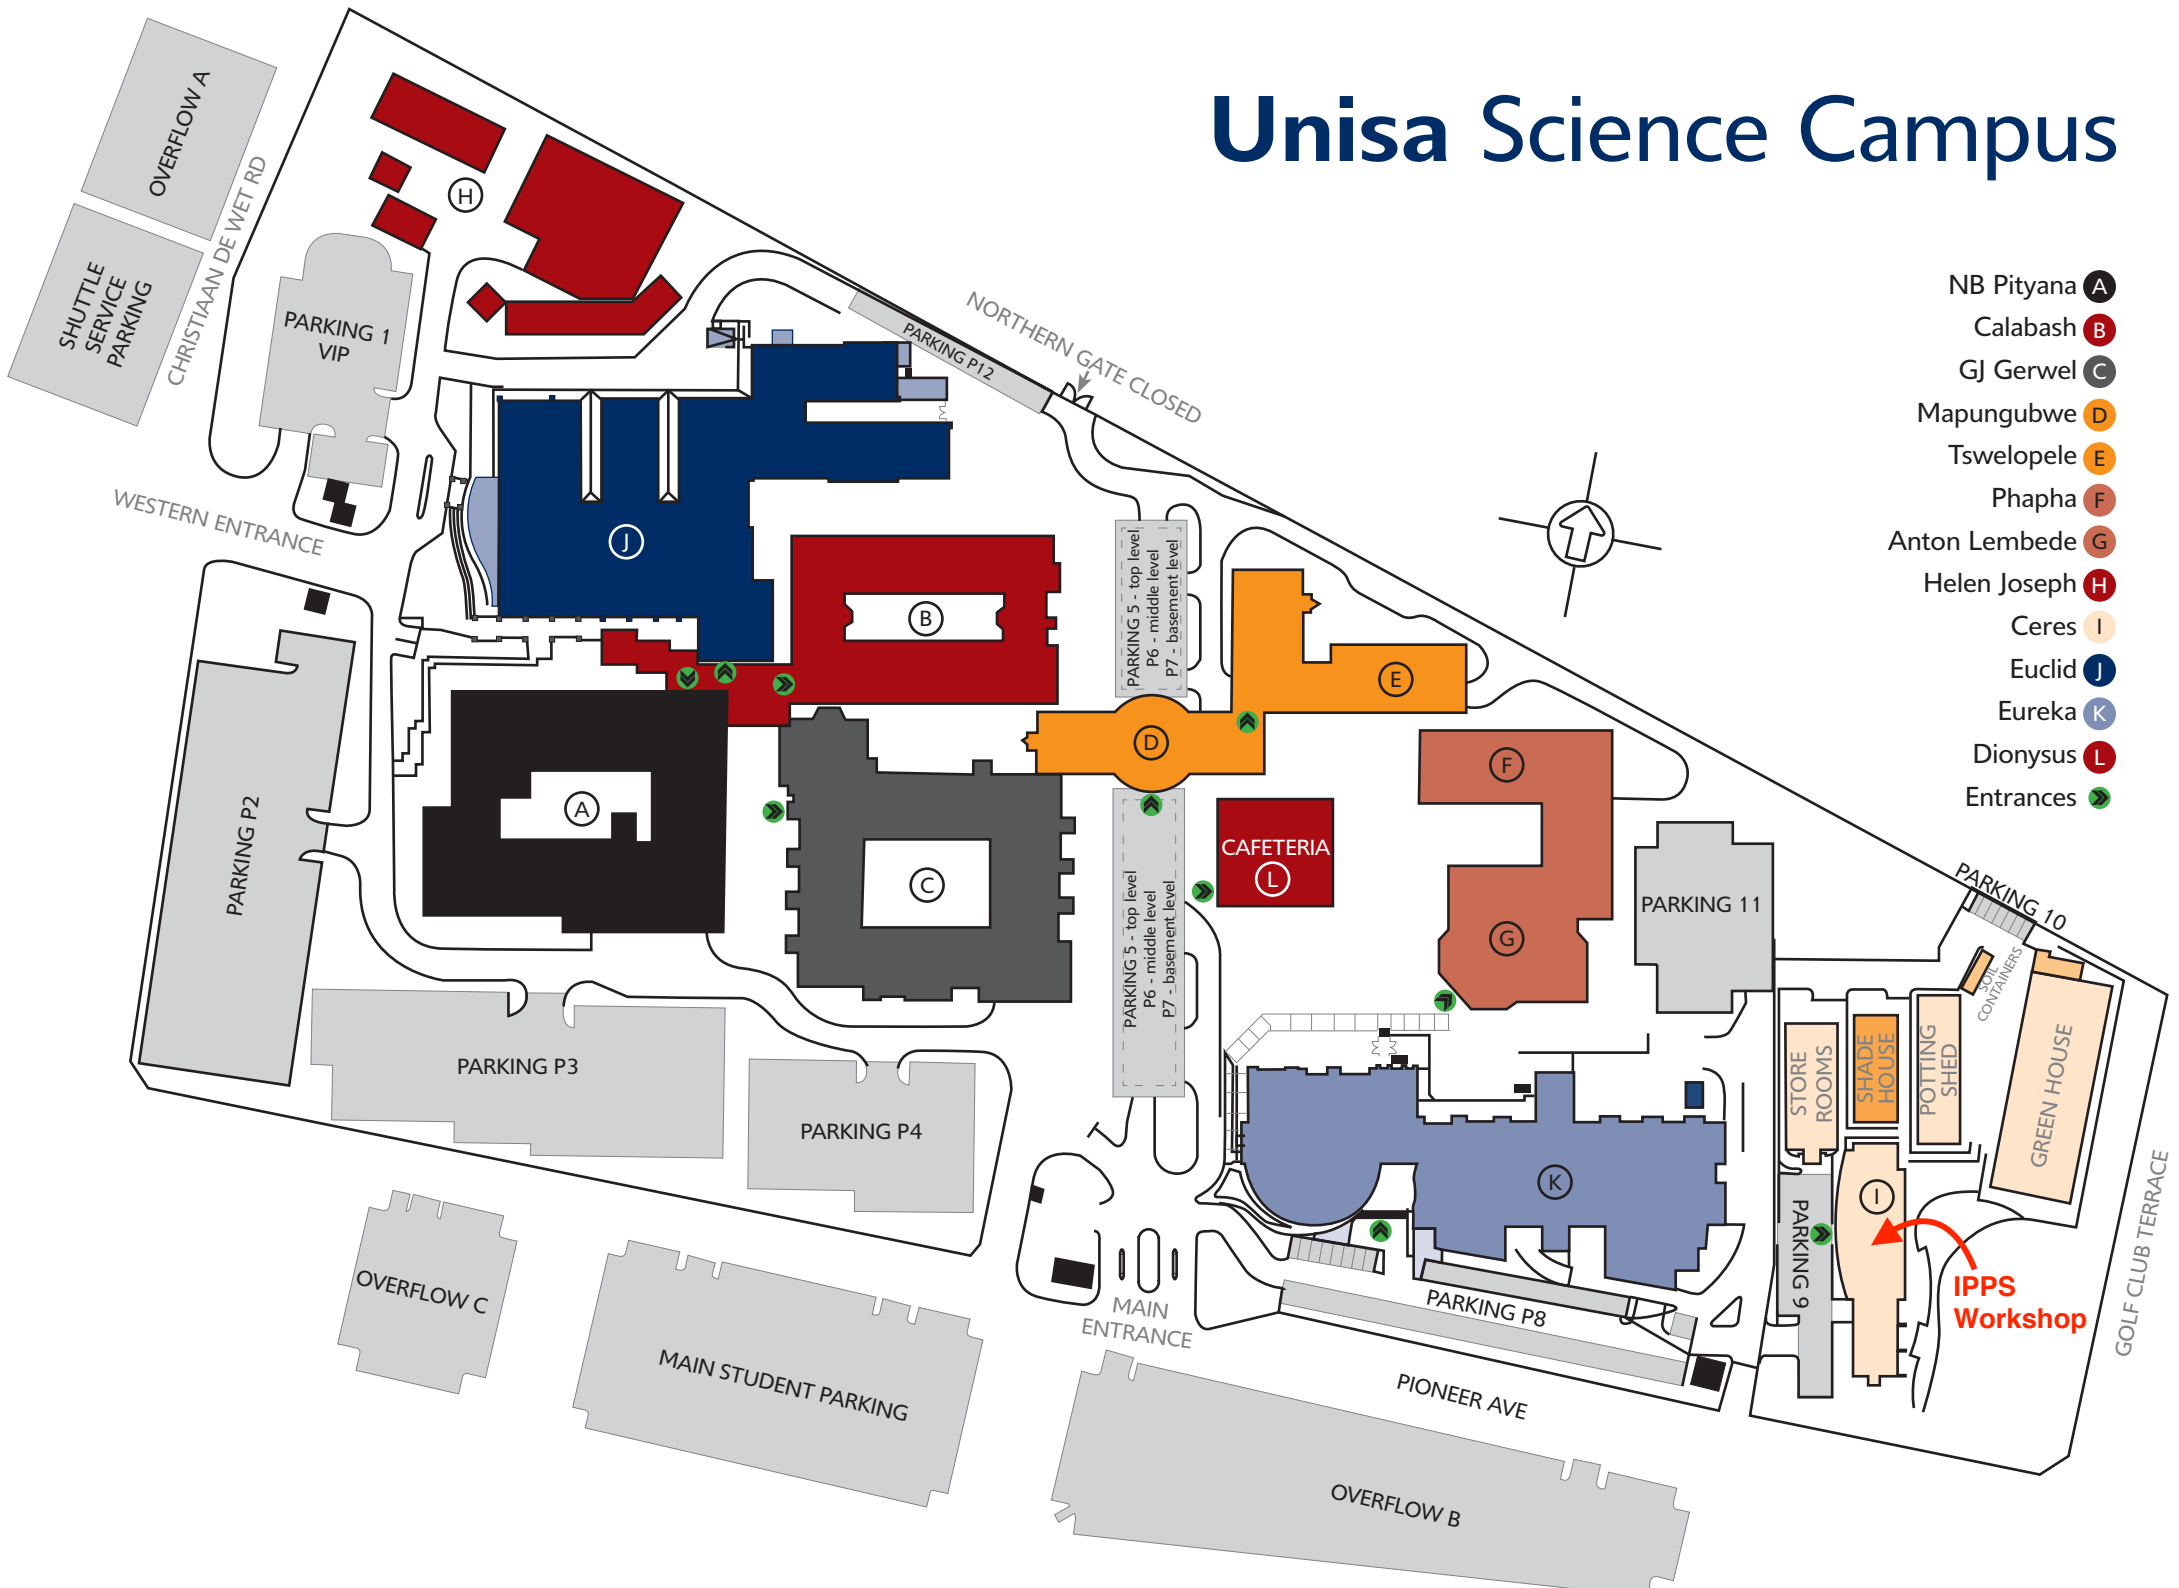 Unisa Science Campus
OVERFLOW A
SHUTTLE
SERVICE
PARKING
CHRISTIAAN DE WET RD
H
PARKING 1
VIP
WESTERN ENTRANCE
PARKING P12
NORTHERN GATE CLOSED
NB Pityana A
Calabash B
GJ Gerwel C
Mapungubwe D
Tswelopele E
Phapha F
Anton Lembede G
Helen Joseph H
Ceres I
Euclid J
Eureka K
Dionysus L
Entrances
J
B
PARKING 5 - top level
P6 - middle level
P7 - basement level
E
D
F
A
C
PARKING P2
PARKING 5 - top level
P6 - middle level
P7 - basement level
CAFETERIA
L
G
PARKING 11
PARKING 10
SOIL
CONTAINERS
STORE
ROOMS
SHADE
HOUSE
POTTING
SHED
GREEN HOUSE
PARKING P3
PARKING P4
K
I
PARKING 9
IPPS
Workshop
GOLF CLUB TERRACE
OVERFLOW C
MAIN STUDENT PARKING
MAIN
ENTRANCE
PARKING P8
PIONEER AVE
OVERFLOW B